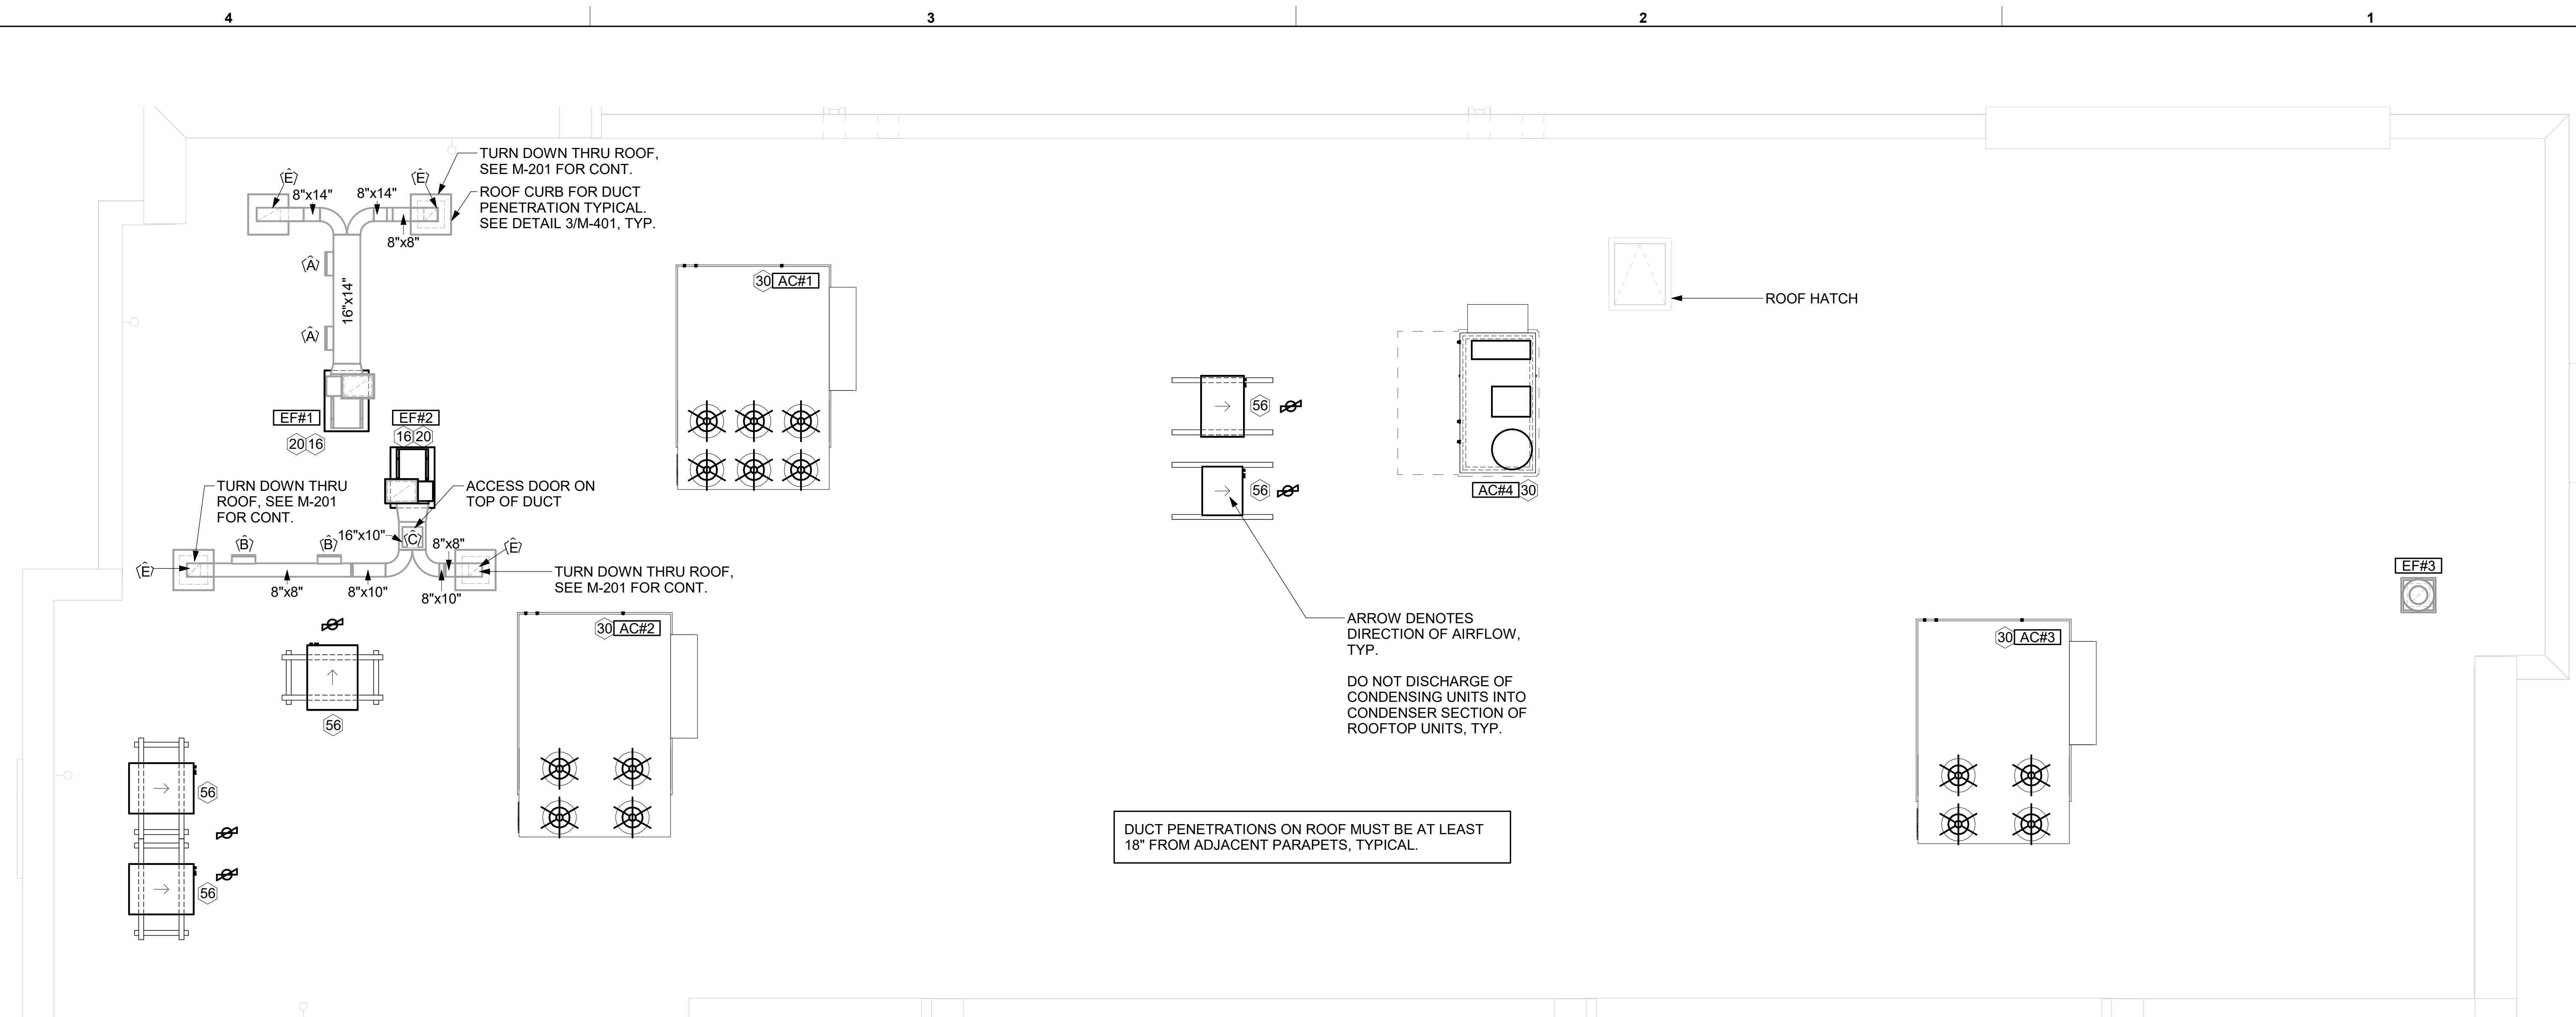 4
3
2
1
TURN DOWN THRU ROOF,
SEE M-201 FOR CONT.
ROOF CURB FOR DUCT
PENETRATION TYPICAL.
SEE DETAIL 3/M-401, TYP.
E
8"x14"
8"x14"
E
8"x8"
A
16"x14"
A
30 AC#1
ROOF HATCH
EF#1
20 16
EF#2
16 20
56
56
AC#4 30
TURN DOWN THRU
ROOF, SEE M-201
FOR CONT.
ACCESS DOOR ON
TOP OF DUCT
16"x10"
C
8"x8"
B
B
E
E
8"x8"
8"x10"
8"x10"
TURN DOWN THRU ROOF,
SEE M-201 FOR CONT.
EF#3
30 AC#2
ARROW DENOTES
DIRECTION OF AIRFLOW,
TYP.
DO NOT DISCHARGE OF
CONDENSING UNITS INTO
CONDENSER SECTION OF
ROOFTOP UNITS, TYP.
30 AC#3
56
56
56
DUCT PENETRATIONS ON ROOF MUST BE AT LEAST
18" FROM ADJACENT PARAPETS, TYPICAL.